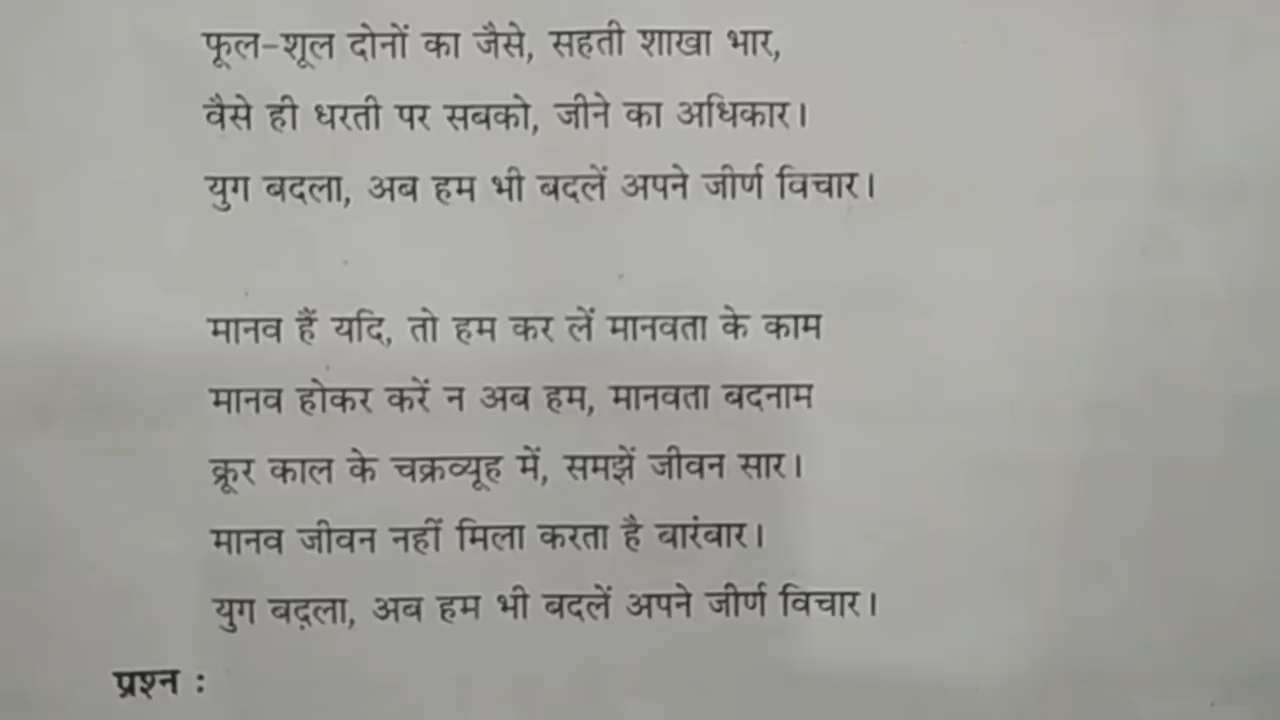 फूल-शूल दोनों का जैसे, सहती शाखा भार,
वैसे ही धरती पर सबको, जीने का अधिकार।
युग बदला, अब हम भी बदलें अपने जीर्ण विचार।
मानव हैं यदि, तो हम कर लें मानवता के काम
मानव होकर करें न अब हम, मानवता बदनाम
क्रूर काल के चक्रव्यूह में, समझें जीवन सार।
मानव जीवन नहीं मिला करता है बारंबार।
युग बदला, अब हम भी बदलें अपने जीर्ण विचार।
प्रश्न :